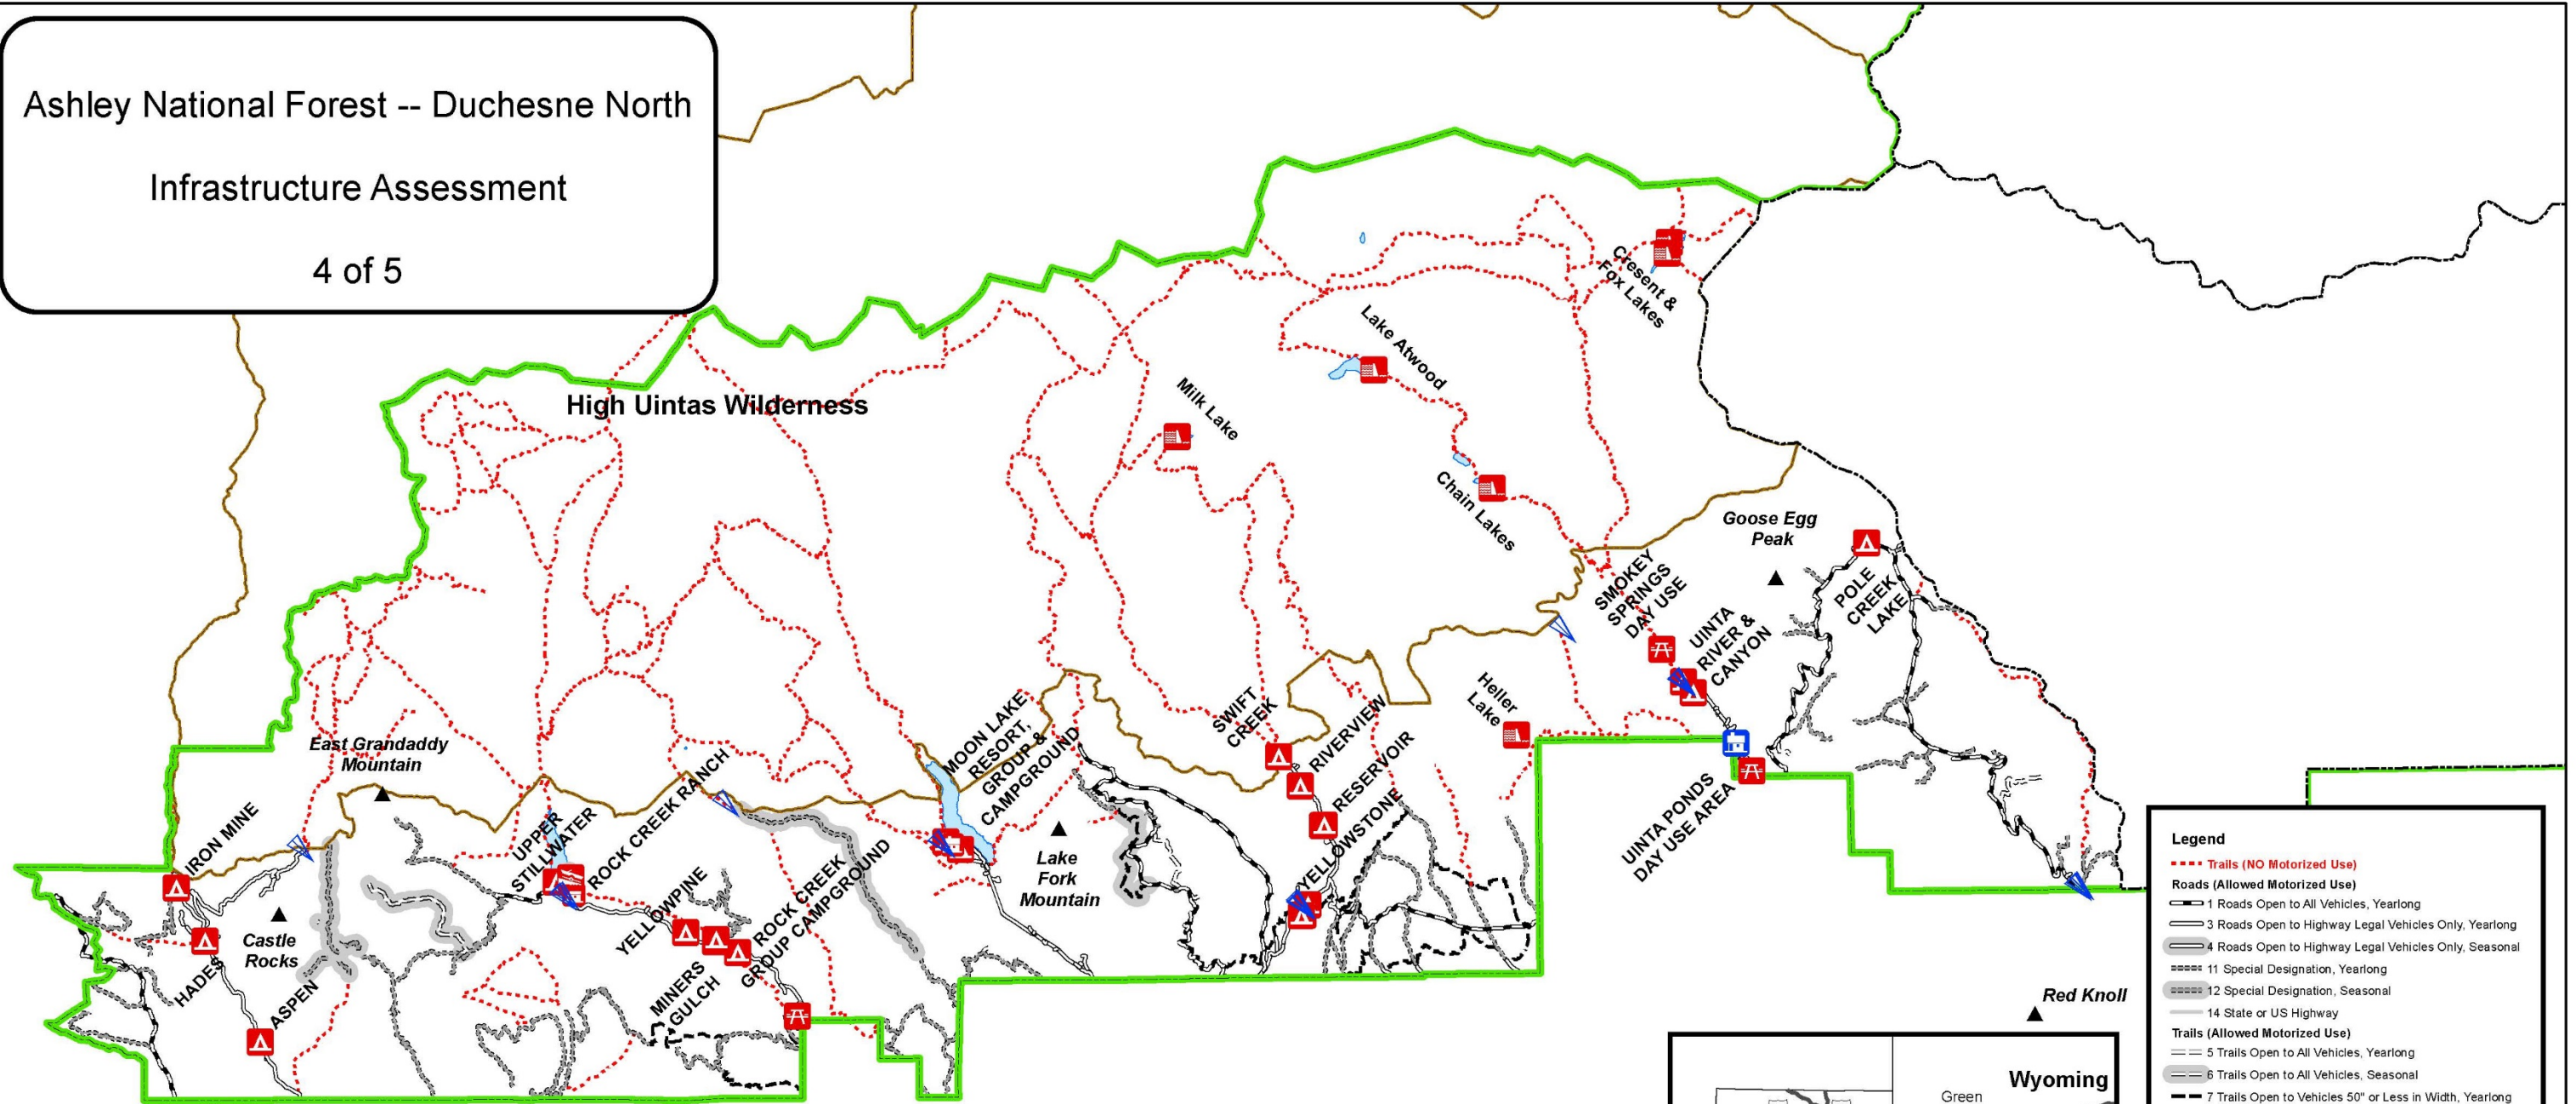 Ashley National Forest -- Duchesne North
Infrastructure Assessment
4 of 5
Cresent &
Fox Lakes
Lake Atwood
High Uintas Wilderness
Milk Lake
Chain Lakes
Goose Egg
Peak
SMOKEY
SPRINGS
DAY USE
POLE
CREEK
LAKE
UINTA
RIVER &
CANYON
Heller
Lake
SWIFT
CREEK
RIVERVIEW
RESERVOIR
YELLOWSTONE
UINTA PONDS
DAY USE AREA
MOON LAKE
RESORT,
GROUP &
CAMPGROUND
Lake
Fork
Mountain
East Grandaddy
Mountain
IRON MINE
UPPER
STILLWATER
ROCK CREEK RANCH
YELLOWPINE
ROCK CREEK
GROUP CAMPGROUND
MINERS
GULCH
Castle
Rocks
HADES
ASPEN
Red Knoll
Wyoming
Green
Legend
Trails (NO Motorized Use)
Roads (Allowed Motorized Use)
1 Roads Open to All Vehicles, Yearlong
3 Roads Open to Highway Legal Vehicles Only, Yearlong
4 Roads Open to Highway Legal Vehicles Only, Seasonal
11 Special Designation, Yearlong
12 Special Designation, Seasonal
14 State or US Highway
Trails (Allowed Motorized Use)
5 Trails Open to All Vehicles, Yearlong
6 Trails Open to All Vehicles, Seasonal
7 Trails Open to Vehicles 50" or Less in Width, Yearlong